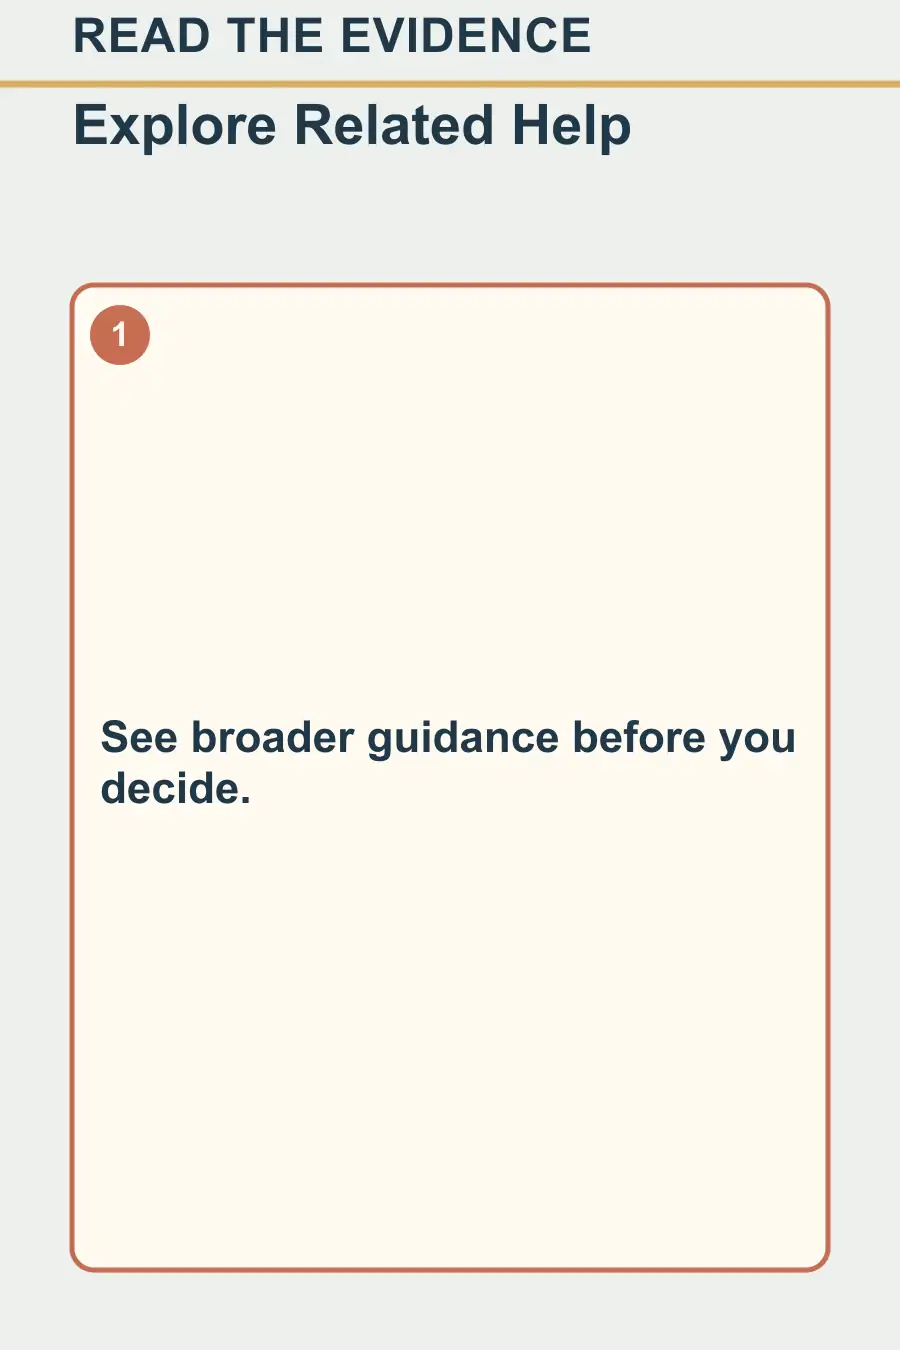 READ THE EVIDENCE
Explore Related Help
1
See broader guidance before you
decide.